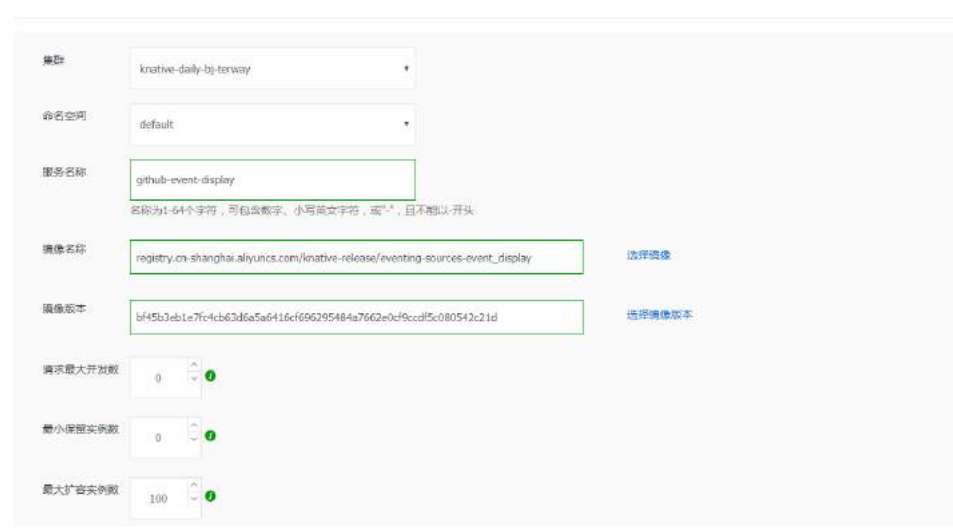 集群
knative-daily-bj-terway
命名空间
default
服务名称
github-event-display
名称为1-64个字符，可包含数字、小写英文字符，或"-"，且不能以-开头
镜像名称
registry.cn-shanghai.aliyuncs.com/knative-release/eventing-sources-event_display
选择镜像
镜像版本
bf45b3eb1e7fc4cb63d6a5a6416cf696295484a7662e0cf9ccdf5c080542c21d
选择镜像版本
请求最大开发数
0
最小保留实例数
0
最大扩容实例数
100